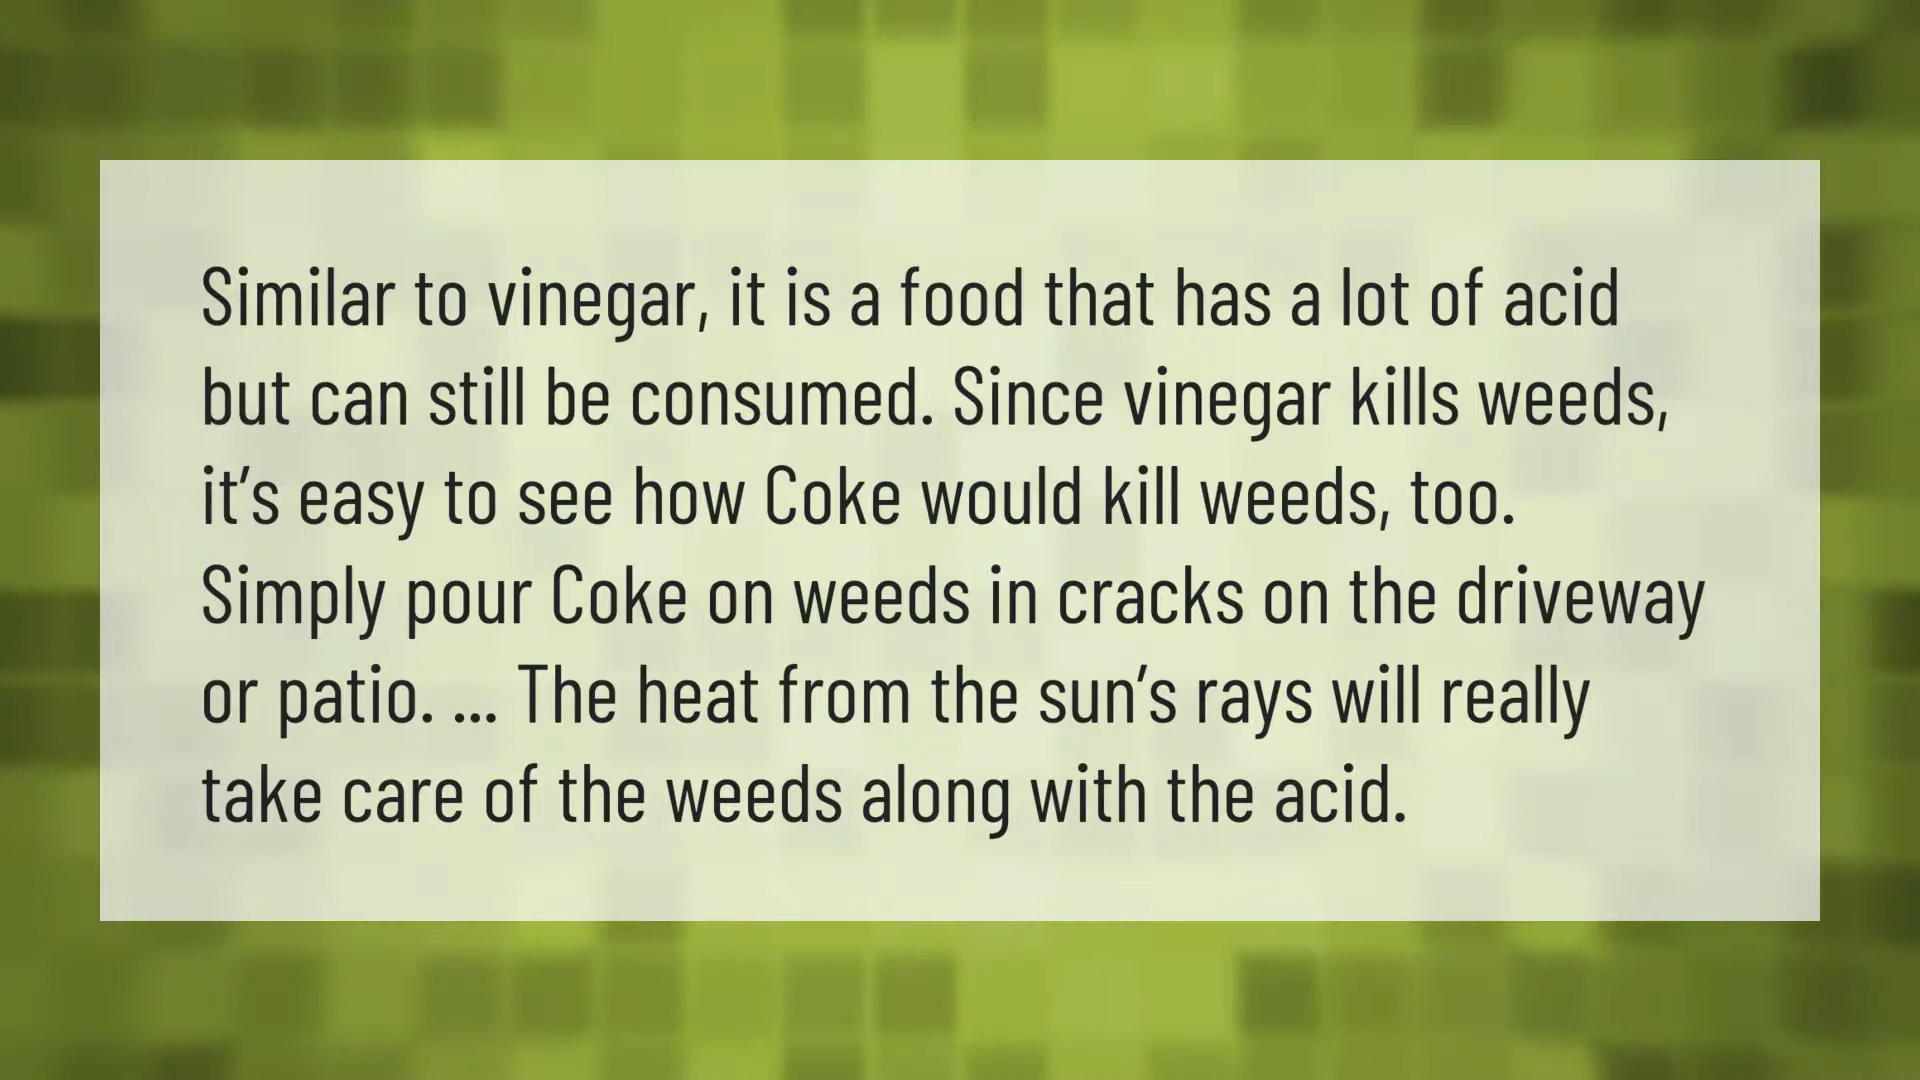 Similar to vinegar, it is a food that has a lot of acid
but can still be consumed. Since vinegar kills weeds,
it’s easy to see how Coke would kill weeds, too.
Simply pour Coke on weeds in cracks on the driveway
or patio. ... The heat from the sun’s rays will really
take care of the weeds along with the acid.